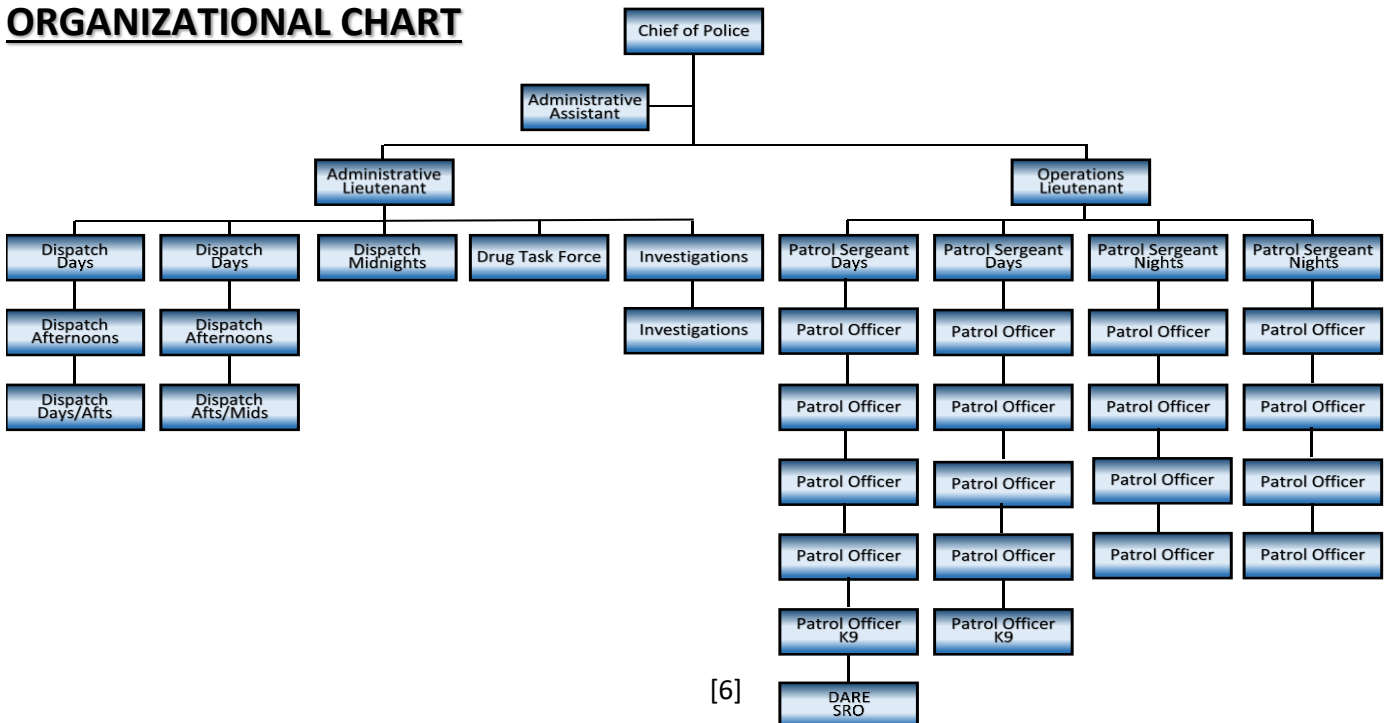 ORGANIZATIONAL CHART
Chief of Police
Administrative
Assistant
Administrative
Lieutenant
Operations
Lieutenant
Dispatch
Days
Dispatch
Days
Dispatch
Midnights
Drug Task Force
Investigations
Patrol Sergeant
Days
Patrol Sergeant
Days
Patrol Sergeant
Nights
Patrol Sergeant
Nights
Dispatch
Afternoons
Dispatch
Afternoons
Investigations
Patrol Officer
Patrol Officer
Patrol Officer
Patrol Officer
Dispatch
Days/Afts
Dispatch
Afts/Mids
Patrol Officer
Patrol Officer
Patrol Officer
Patrol Officer
Patrol Officer
Patrol Officer
Patrol Officer
Patrol Officer
Patrol Officer
Patrol Officer
Patrol Officer
Patrol Officer
Patrol Officer
K9
Patrol Officer
K9
[6]
DARE
SRO